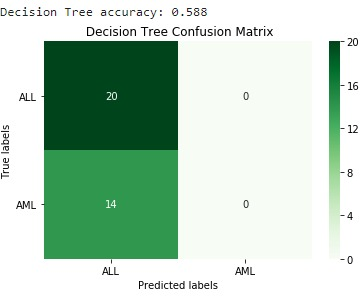 Decision Tree accuracy: 0.588
Decision Tree Confusion Matrix
20
ALL
20
0
16
12
True labels
8
AML
14
0
4
0
ALL
AML
Predicted labels